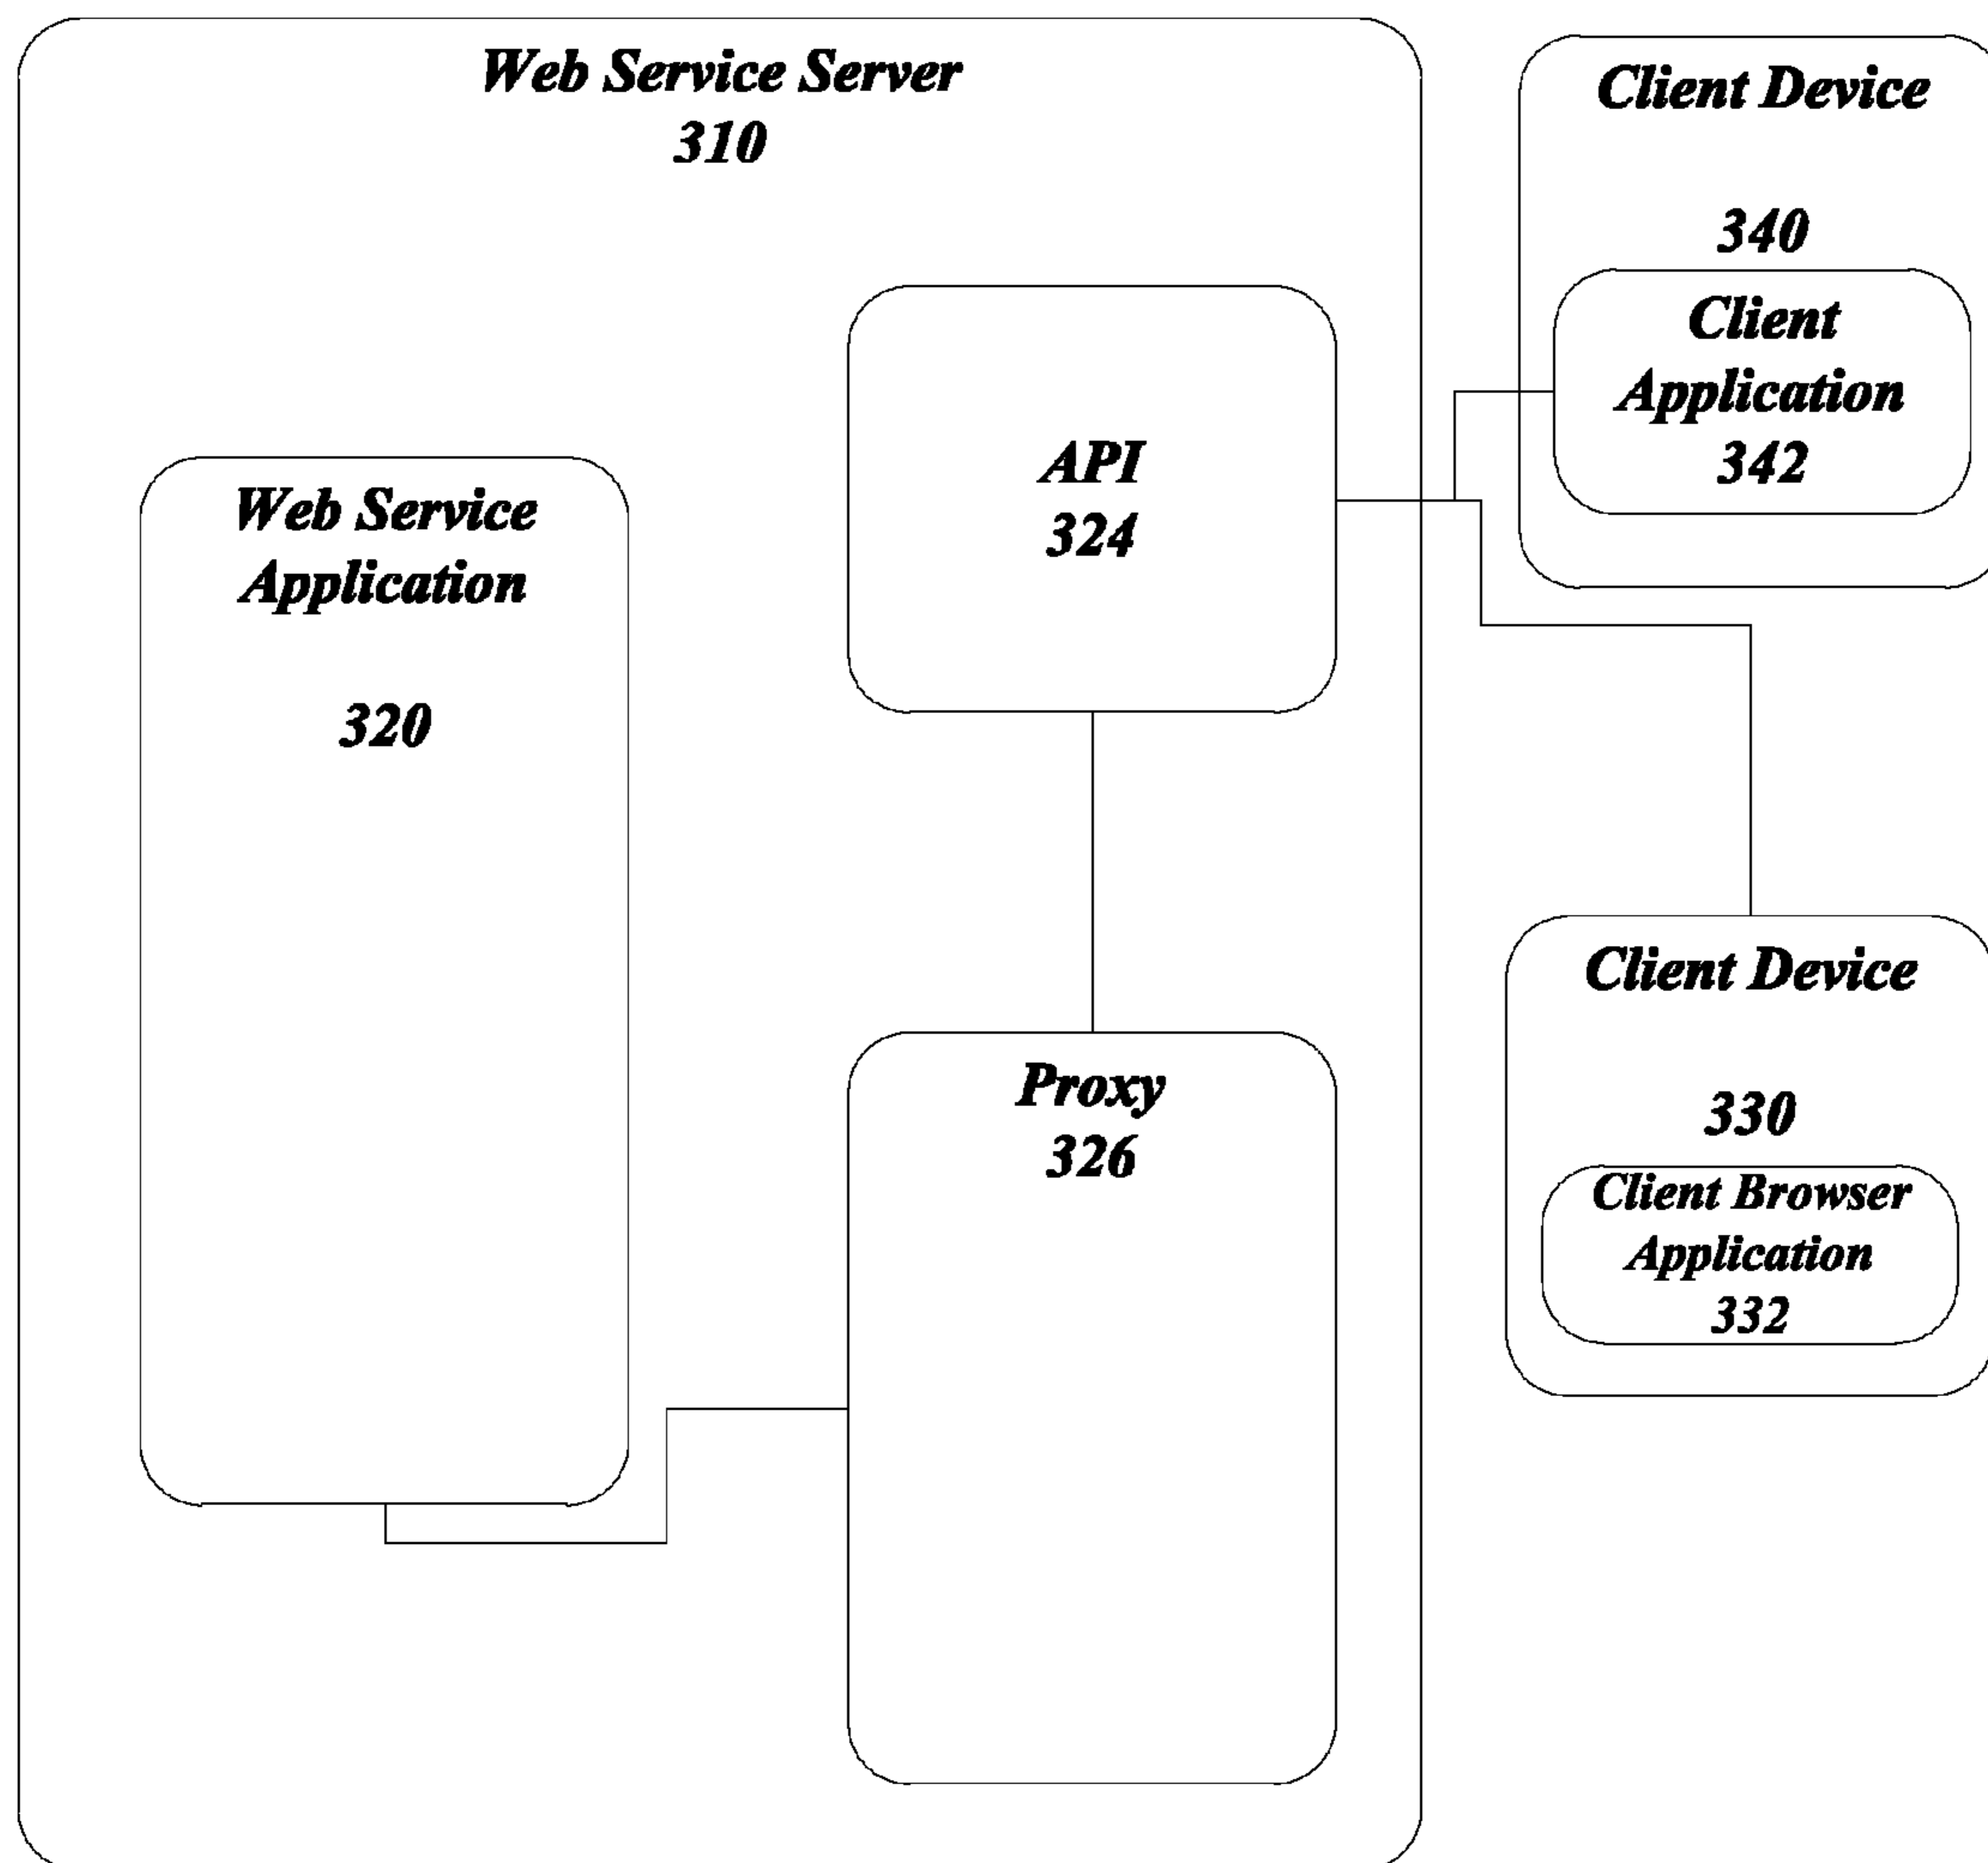 Web Service Server
310
Client Device
340
Client
Application
342
API
324
Web Service
Application
320
Client Device
330
Client Browser
Application
332
Proxy
326